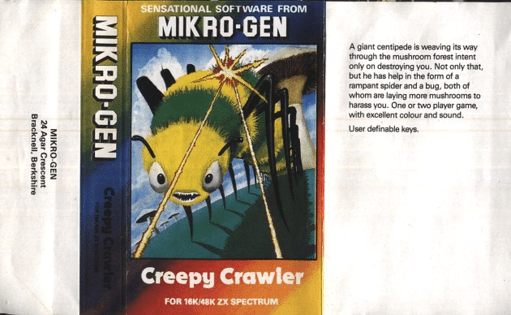 MIKRO-GEN
24 Agar Crescent
Bracknell, Berkshire
MIKRO-GEN
Creepy Crawler
SENSATIONAL SOFTWARE FROM
MIKRO-GEN
Creepy Crawler
FOR 16K/48K ZX SPECTRUM
A giant centipede is weaving its way
through the mushroom forest intent
only on destroying you. Not only that,
but he has help in the form of a
rampant spider and a bug, both of
whom are laying more mushrooms to
harass you. One or two player game,
with excellent colour and sound.
User definable keys.